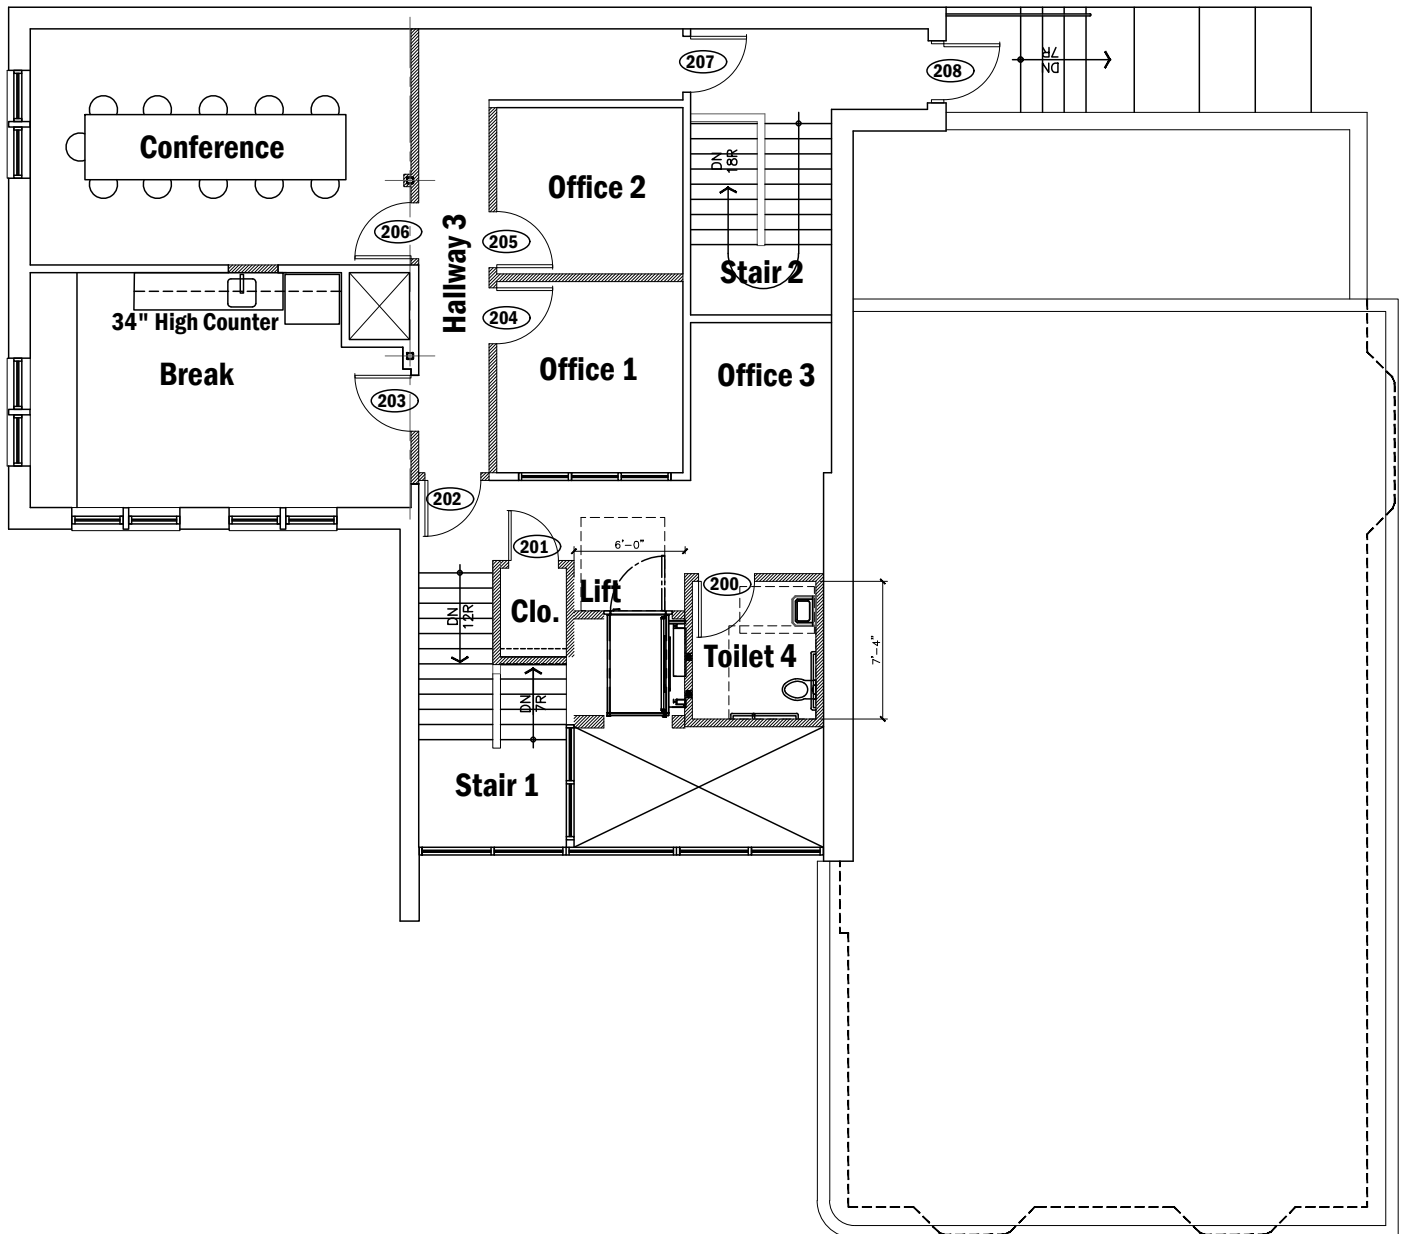 207
208
DN
7R
Conference
Office 2
DN
18R
206
205
Hallway 3
Stair 2
34" High Counter
204
Break
Office 1
Office 3
203
202
201
6'-0"
200
Lift
Clo.
DN
12R
Toilet 4
7'-4"
DN
7R
Stair 1